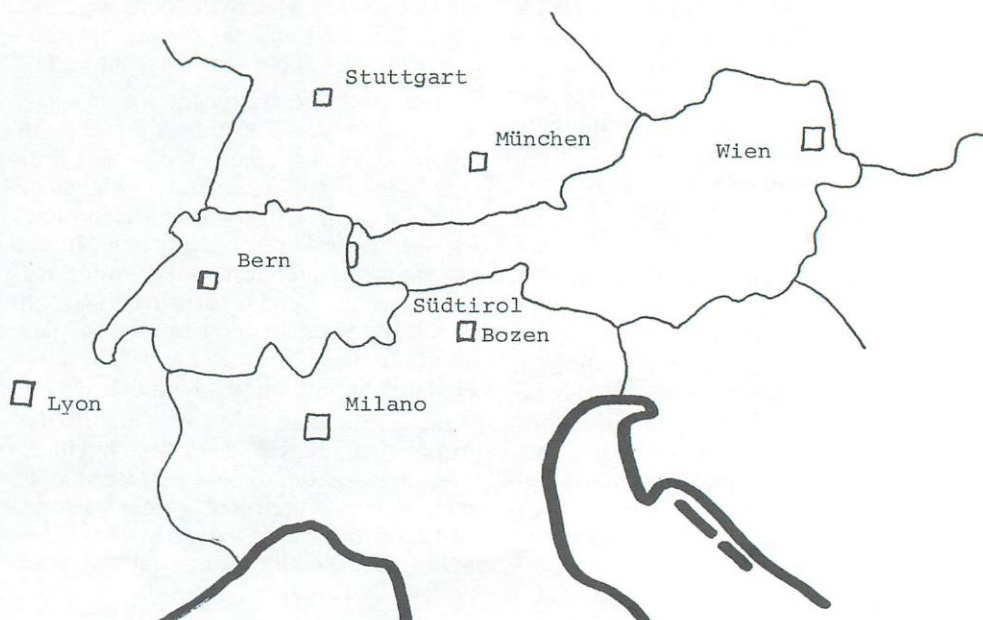 Stuttgart
München
Wien
Bern
Südtirol
Bozen
Lyon
Milano